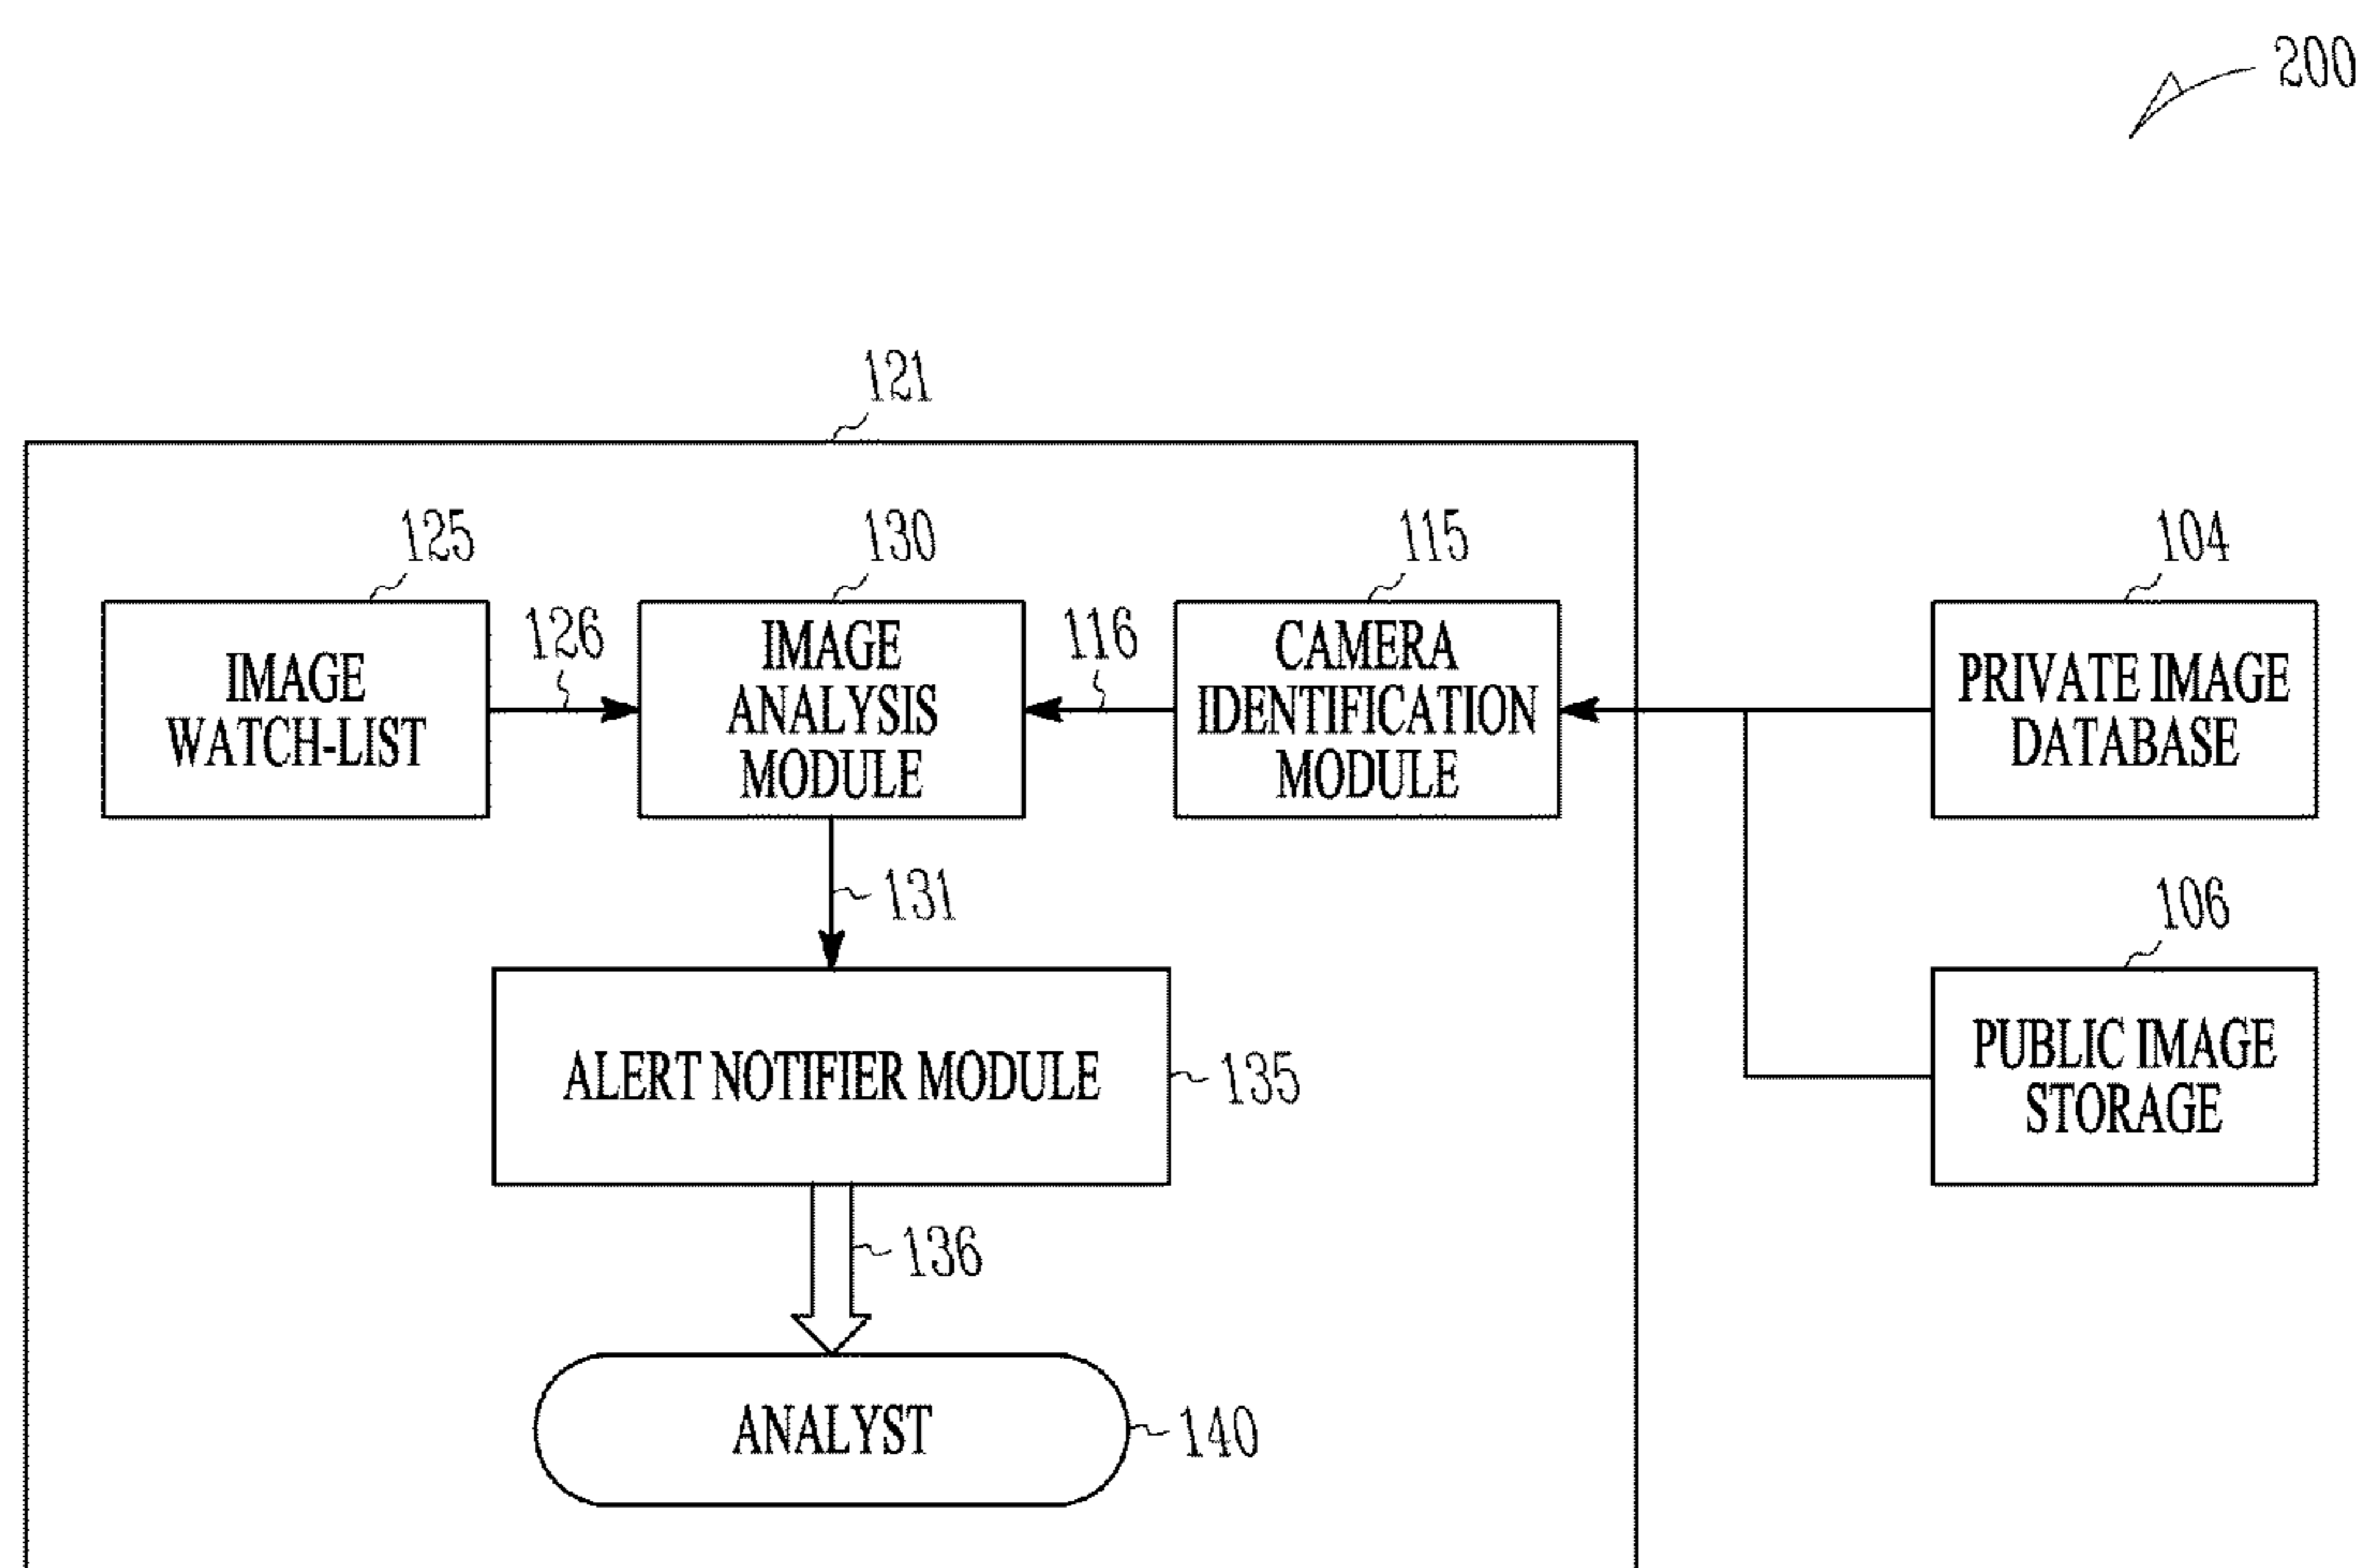 200
121
125
130
115
104
126
116
IMAGE
WATCH-LIST
IMAGE
ANALYSIS
MODULE
CAMERA
IDENTIFICATION
MODULE
PRIVATE IMAGE
DATABASE
131
106
ALERT NOTIFIER MODULE
135
PUBLIC IMAGE
STORAGE
136
ANALYST
140